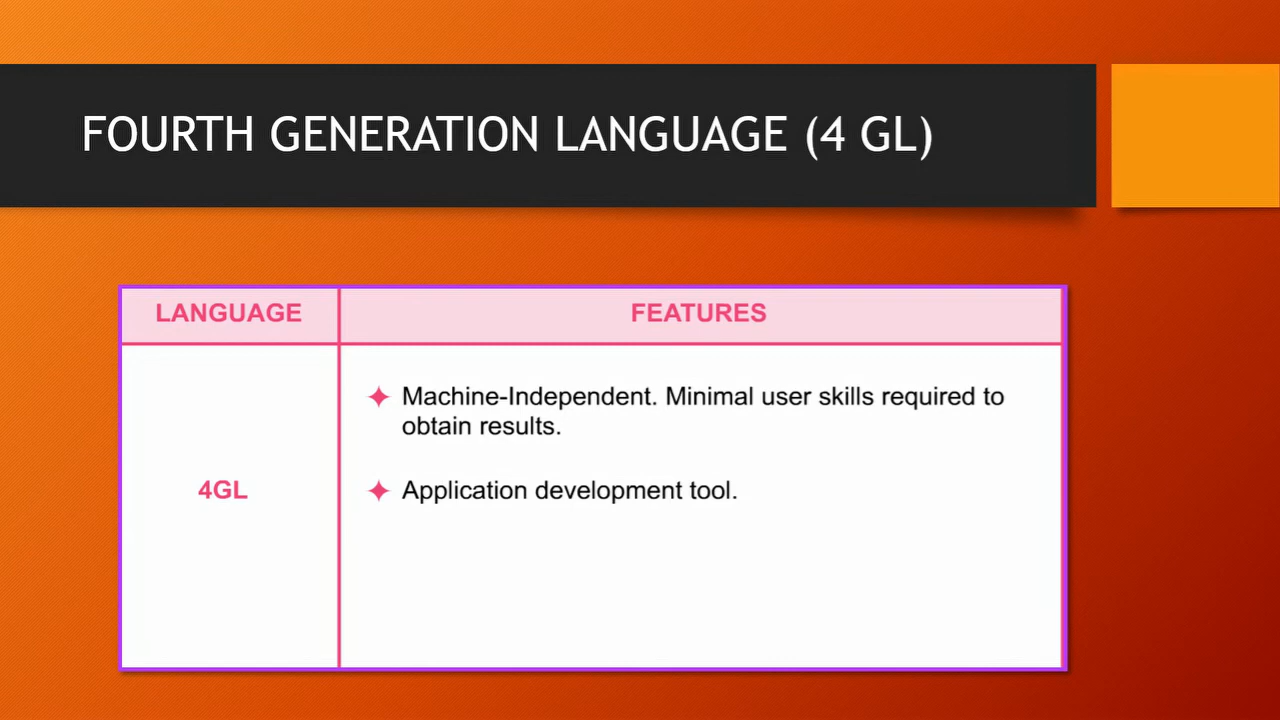 FOURTH GENERATION LANGUAGE (4 GL)
LANGUAGE
FEATURES
4GL
Machine-Independent. Minimal user skills required to
obtain results.
Application development tool.